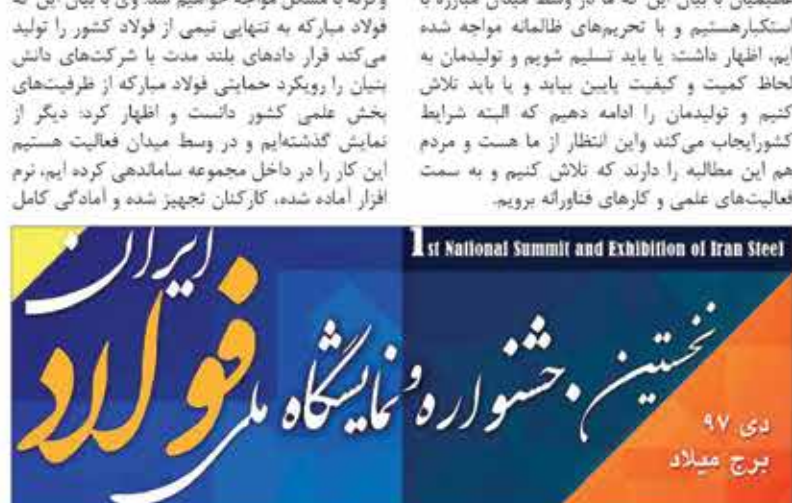 استکبارهستیم و با تحریم‌های ظالمانه مواجه شده
ایم، اظهار داشت: یا باید تسلیم شویم و تولیدمان به
لحاظ کمیت و کیفیت پایین بیاید و یا باید تلاش
کنیم و تولیدمان را ادامه دهیم که البته شرایط
کشورایجاب می‌کند واین انتظار از ما هست و مردم
هم این مطالبه را دارند که تلاش کنیم و به سمت
فعالیت‌های علمی و کارهای فناورانه برویم.
فولاد مبارکه به تنهایی نیمی از فولاد کشور را تولید
می‌کند قرار دادهای بلند مدت با شرکت‌های دانش
بنیان را رویکرد حمایتی فولاد مبارکه از ظرفیت‌های
بخش علمی کشور دانست و اظهار کرد: دیگر از
نمایش گذشته‌ایم و در وسط میدان فعالیت هستیم
این کار را در داخل مجموعه ساماندهی کرده ایم، نرم
افزار آماده شده، کارکنان تجهیز شده و آمادگی کامل
1st National Summit and Exhibition of Iran Steel
نخستین جشنواره و نمایشگاه ملی فولاد ایران
دی ۹۷
برج میلاد